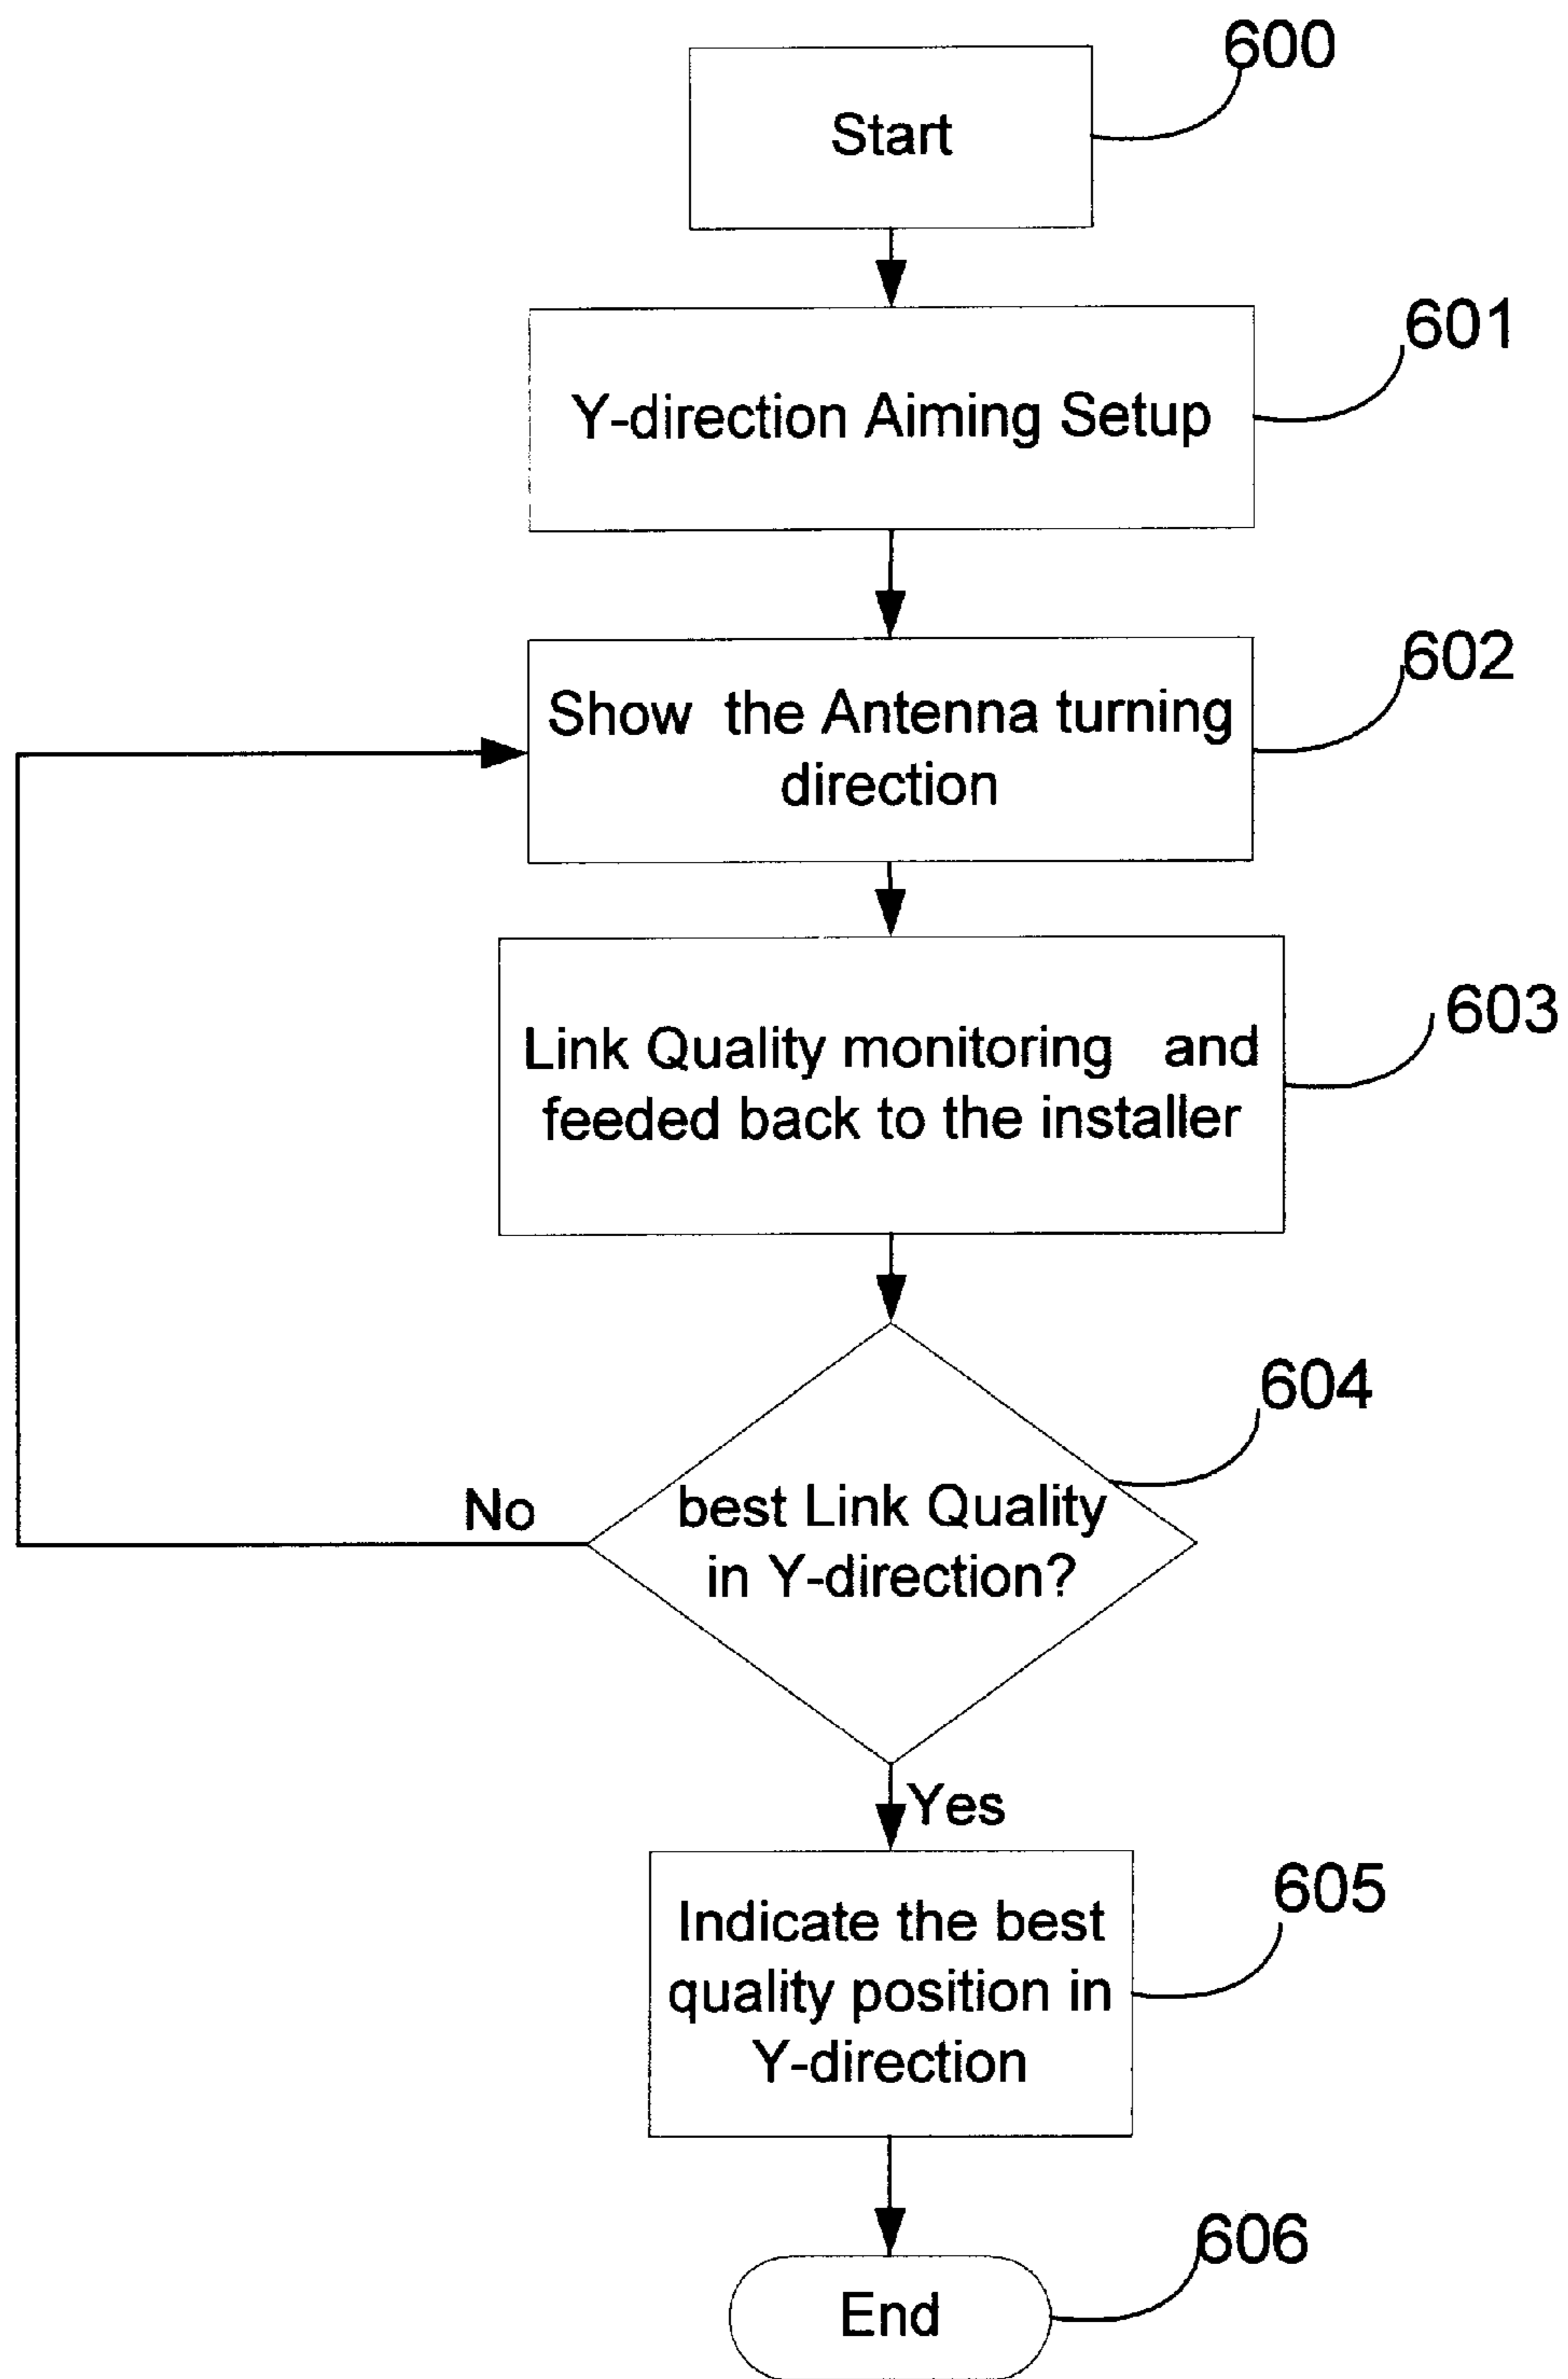 600
Start
601
Y-direction Aiming Setup
602
Show the Antenna turning
direction
603
Link Quality monitoring and
feeded back to the installer
604
No
best Link Quality
in Y-direction?
Yes
605
Indicate the best
quality position in
Y-direction
606
End